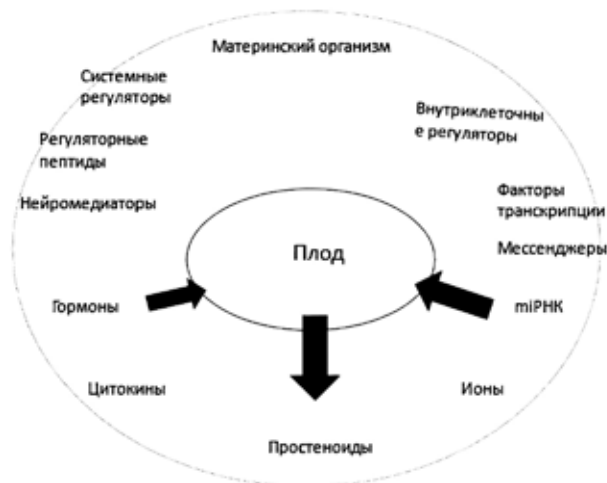 Материнский организм
Системные
регуляторы
Внутриклеточны
е регуляторы
Регуляторные
пептиды
Нейромедиаторы
Факторы
транскрипции
Мессенджеры
Плод
Гормоны
miРНК
Цитокины
Ионы
Простеноиды